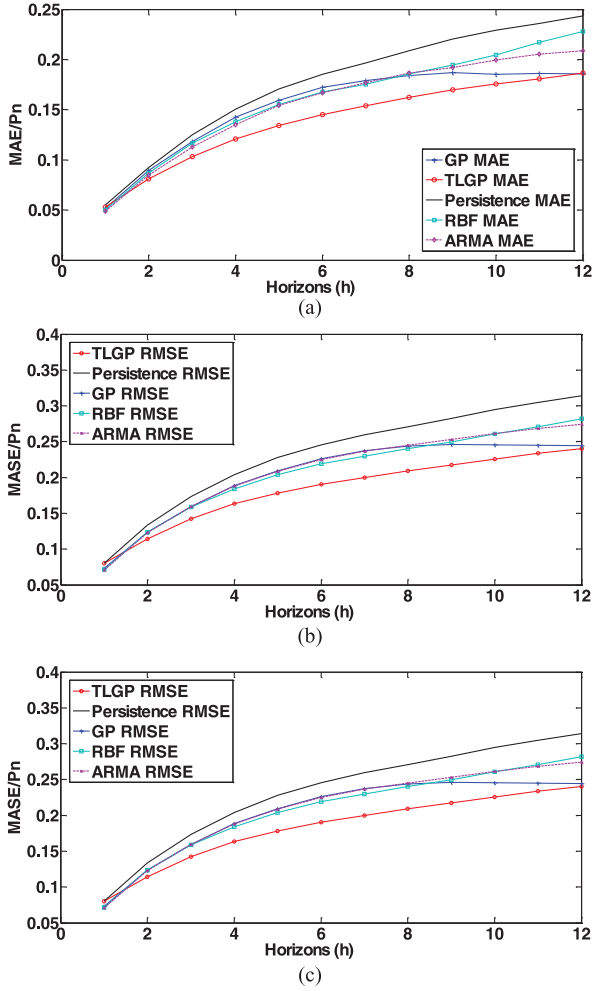 0.25
0.2
0.15
0.1
0.05
0
MAE/Pn
GP MAE
TLGP MAE
Persistence MAE
RBF MAE
ARMA MAE
0 2 4 6 8 10 12
Horizons (h)
(a)
0.4
0.35
0.3
0.25
0.2
0.15
0.1
0.05
MASE/Pn
TLGP RMSE
Persistence RMSE
GP RMSE
RBF RMSE
ARMA RMSE
0 2 4 6 8 10 12
Horizons (h)
(b)
0.4
0.35
0.3
0.25
0.2
0.15
0.1
0.05
MASE/Pn
TLGP RMSE
Persistence RMSE
GP RMSE
RBF RMSE
ARMA RMSE
0 2 4 6 8 10 12
Horizons (h)
(c)